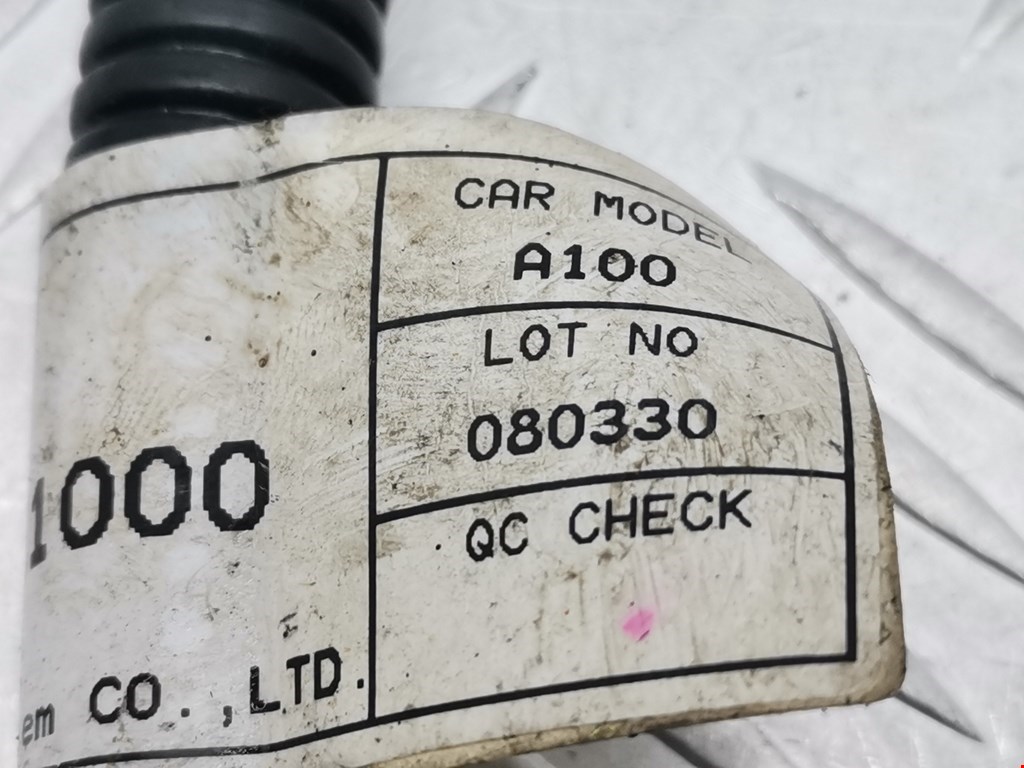 CAR MODEL
A100
LOT NO
080330
QC CHECK
1000
em CO.,LTD.